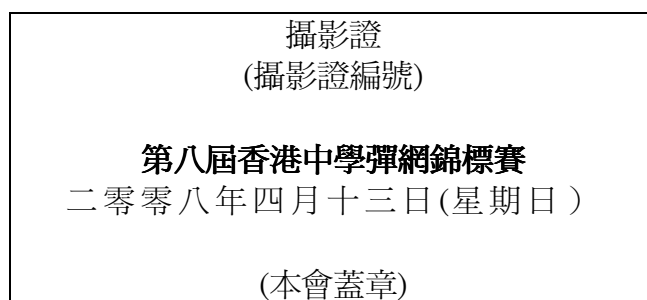 攝影證
(攝影證編號)
第八屆香港中學彈網錦標賽
二零零八年四月十三日(星期日)
(本會蓋章)